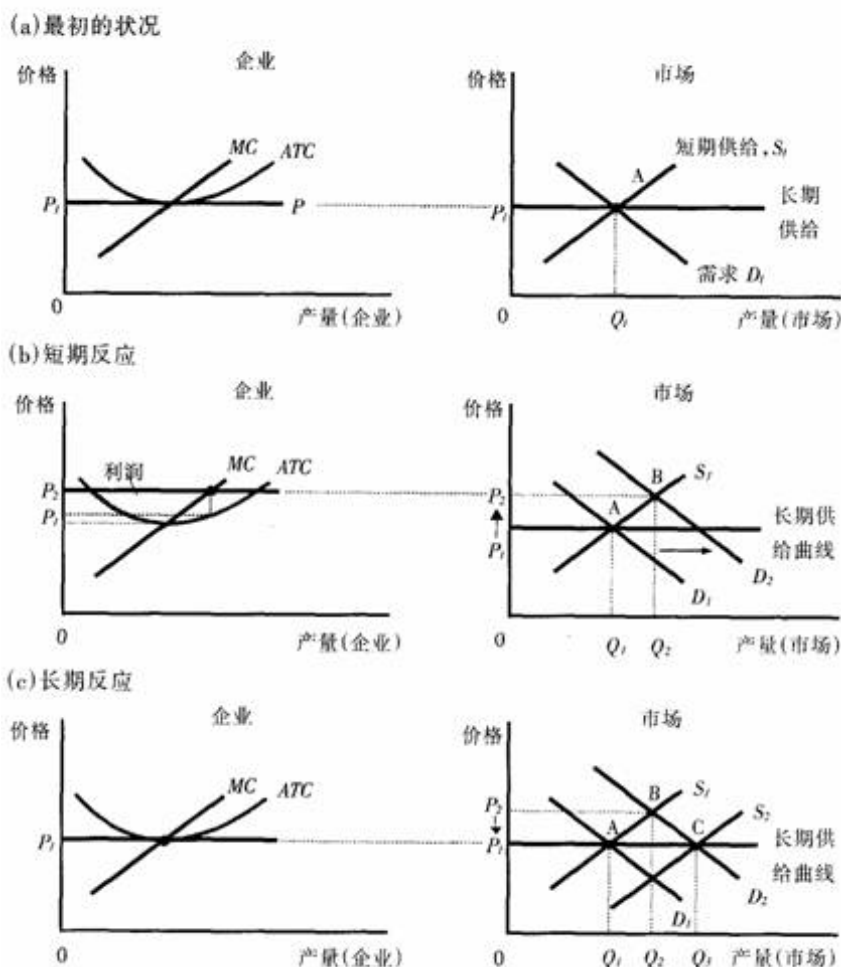 (a)最初的状况
企业
市场
价格
MC
ATC
P₁
P
0
产量(企业)
价格
短期供给,S₁
A
P₁
长期
供给
需求 D₁
0
Q₁
产量(市场)
(b)短期反应
企业
市场
价格
利润
MC
ATC
P₂
P₁
0
产量(企业)
价格
B
S₁
P₂
A
长期供
给曲线
P₁
D₂
D₁
0
Q₁
Q₂
产量(市场)
(c)长期反应
企业
市场
价格
MC
ATC
P₁
0
产量(企业)
价格
B
S₁
P₂
S₂
A
C
P₁
长期供
给曲线
D₂
D₁
0
Q₁
Q₂
Q₃
产量(市场)